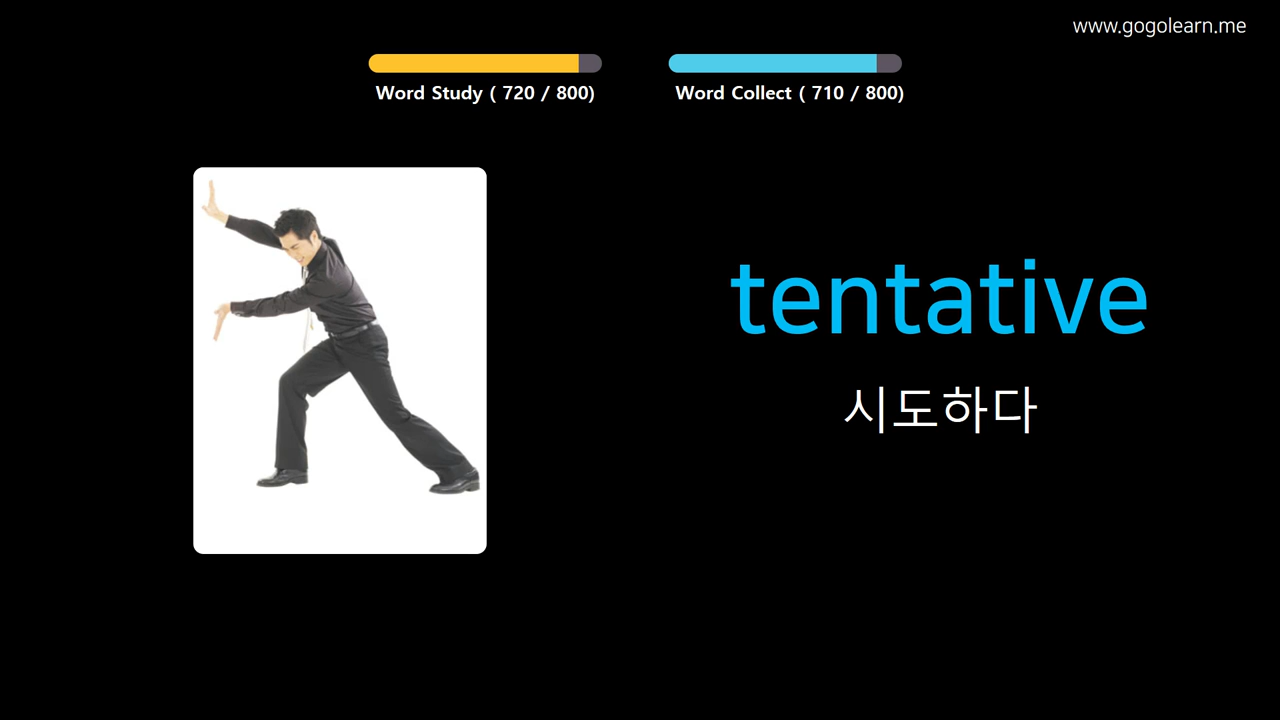 www.gogolearn.me
Word Study ( 720 / 800)
Word Collect ( 710 / 800)
tentative
시도하다